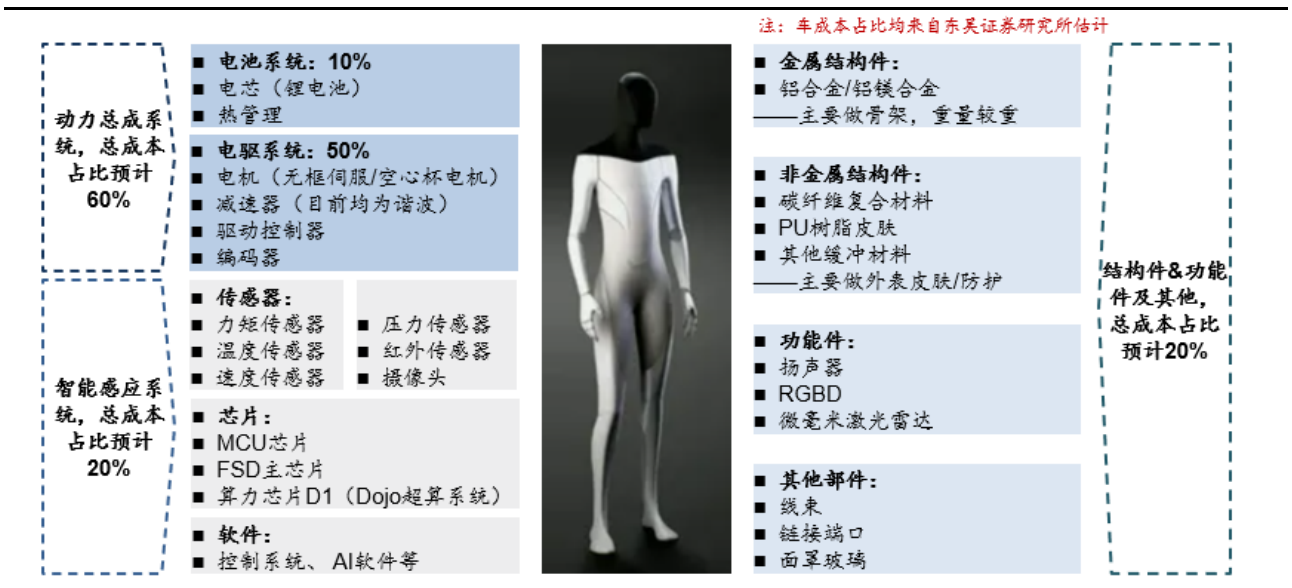 注：车成本占比均来自东吴证券研究所估计
动力总成系
统，总成本
占比预计
60%
■ 电池系统：10%
■ 电芯（锂电池）
■ 热管理
■ 电驱系统：50%
■ 电机（无框伺服/空心杯电机）
■ 减速器（目前均为谐波）
■ 驱动控制器
■ 编码器
智能感应系
统，总成本
占比预计
20%
■ 传感器：
■ 力矩传感器
■ 温度传感器
■ 速度传感器
■ 压力传感器
■ 红外传感器
■ 摄像头
■ 芯片：
■ MCU芯片
■ FSD主芯片
■ 算力芯片D1（Dojo超算系统）
■ 软件：
■ 控制系统、AI软件等
■ 金属结构件：
■ 铝合金/铝镁合金
——主要做骨架，重量较重
■ 非金属结构件：
■ 碳纤维复合材料
■ PU树脂皮肤
■ 其他缓冲材料
——主要做外表皮肤/防护
■ 功能件：
■ 扬声器
■ RGBD
■ 微毫米激光雷达
■ 其他部件：
■ 线束
■ 链接端口
■ 面罩玻璃
结构件&功能
件及其他，
总成本占比
预计20%